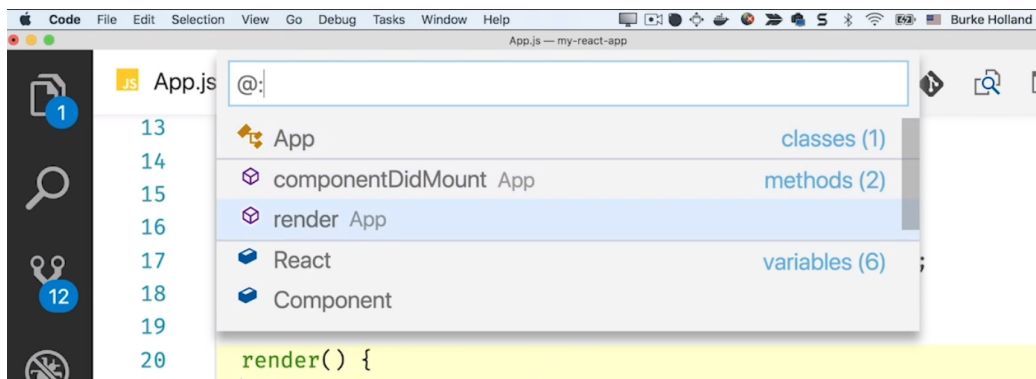 Code File Edit Selection View Go Debug Tasks Window Help Burke Holland
App.js — my-react-app
JS App.js
@:
1
13
App classes (1)
14
componentDidMount App methods (2)
15
16
render App
17
React variables (6) ;
12
18
Component
19
20 render() {